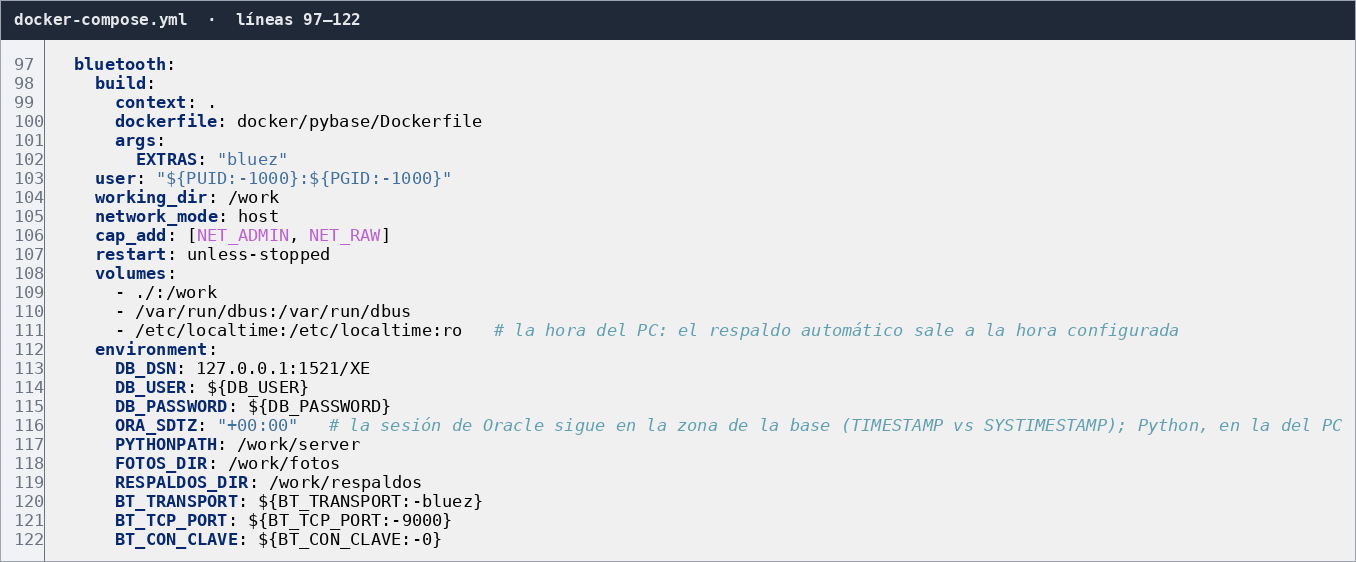 docker-compose.yml  ·  líneas 97–122
97    bluetooth:
98      build:
99        context: .
100        dockerfile: docker/pybase/Dockerfile
101        args:
102          EXTRAS: "bluez"
103      user: "${PUID:-1000}:${PGID:-1000}"
104      working_dir: /work
105      network_mode: host
106      cap_add: [NET_ADMIN, NET_RAW]
107      restart: unless-stopped
108      volumes:
109        - ./:/work
110        - /var/run/dbus:/var/run/dbus
111        - /etc/localtime:/etc/localtime:ro   # la hora del PC: el respaldo automático sale a la hora configurada
112      environment:
113        DB_DSN: 127.0.0.1:1521/XE
114        DB_USER: ${DB_USER}
115        DB_PASSWORD: ${DB_PASSWORD}
116        ORA_SDTZ: "+00:00"   # la sesión de Oracle sigue en la zona de la base (TIMESTAMP vs SYSTIMESTAMP); Python, en la del PC
117        PYTHONPATH: /work/server
118        FOTOS_DIR: /work/fotos
119        RESPALDOS_DIR: /work/respaldos
120        BT_TRANSPORT: ${BT_TRANSPORT:-bluez}
121        BT_TCP_PORT: ${BT_TCP_PORT:-9000}
122        BT_CON_CLAVE: ${BT_CON_CLAVE:-0}